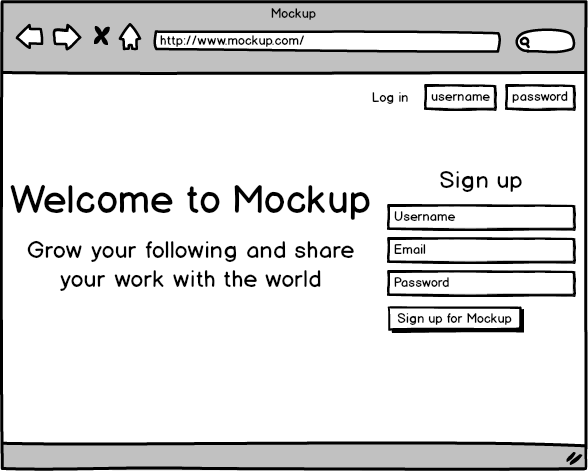 Mockup
http://www.mockup.com/
Log in username password
Welcome to Mockup
Grow your following and share
your work with the world
Sign up
Username
Email
Password
Sign up for Mockup